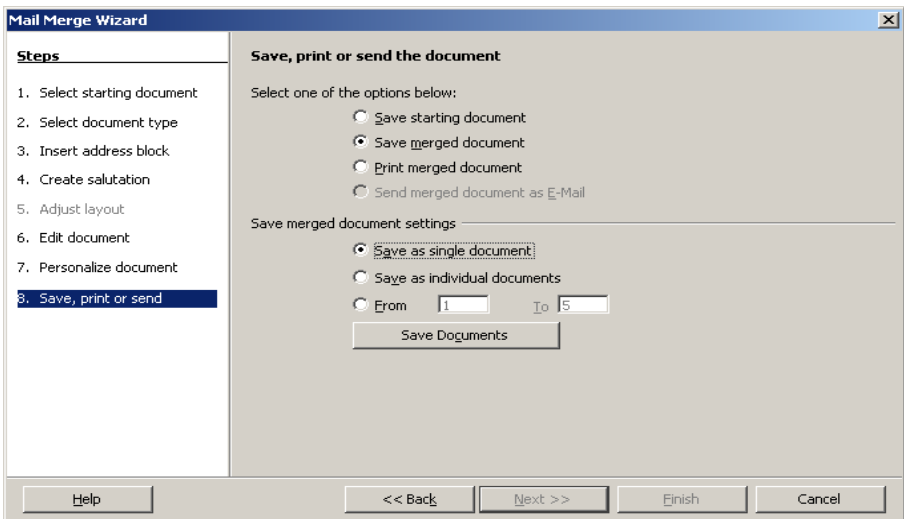 Mail Merge Wizard
Steps
1. Select starting document
2. Select document type
3. Insert address block
4. Create salutation
5. Adjust layout
6. Edit document
7. Personalize document
8. Save, print or send
Save, print or send the document
Select one of the options below:
Save starting document
Save merged document
Print merged document
Send merged document as E-Mail
Save merged document settings
Save as single document
Save as individual documents
From 1 To 5
Save Documents
Help << Back Next >> Finish Cancel